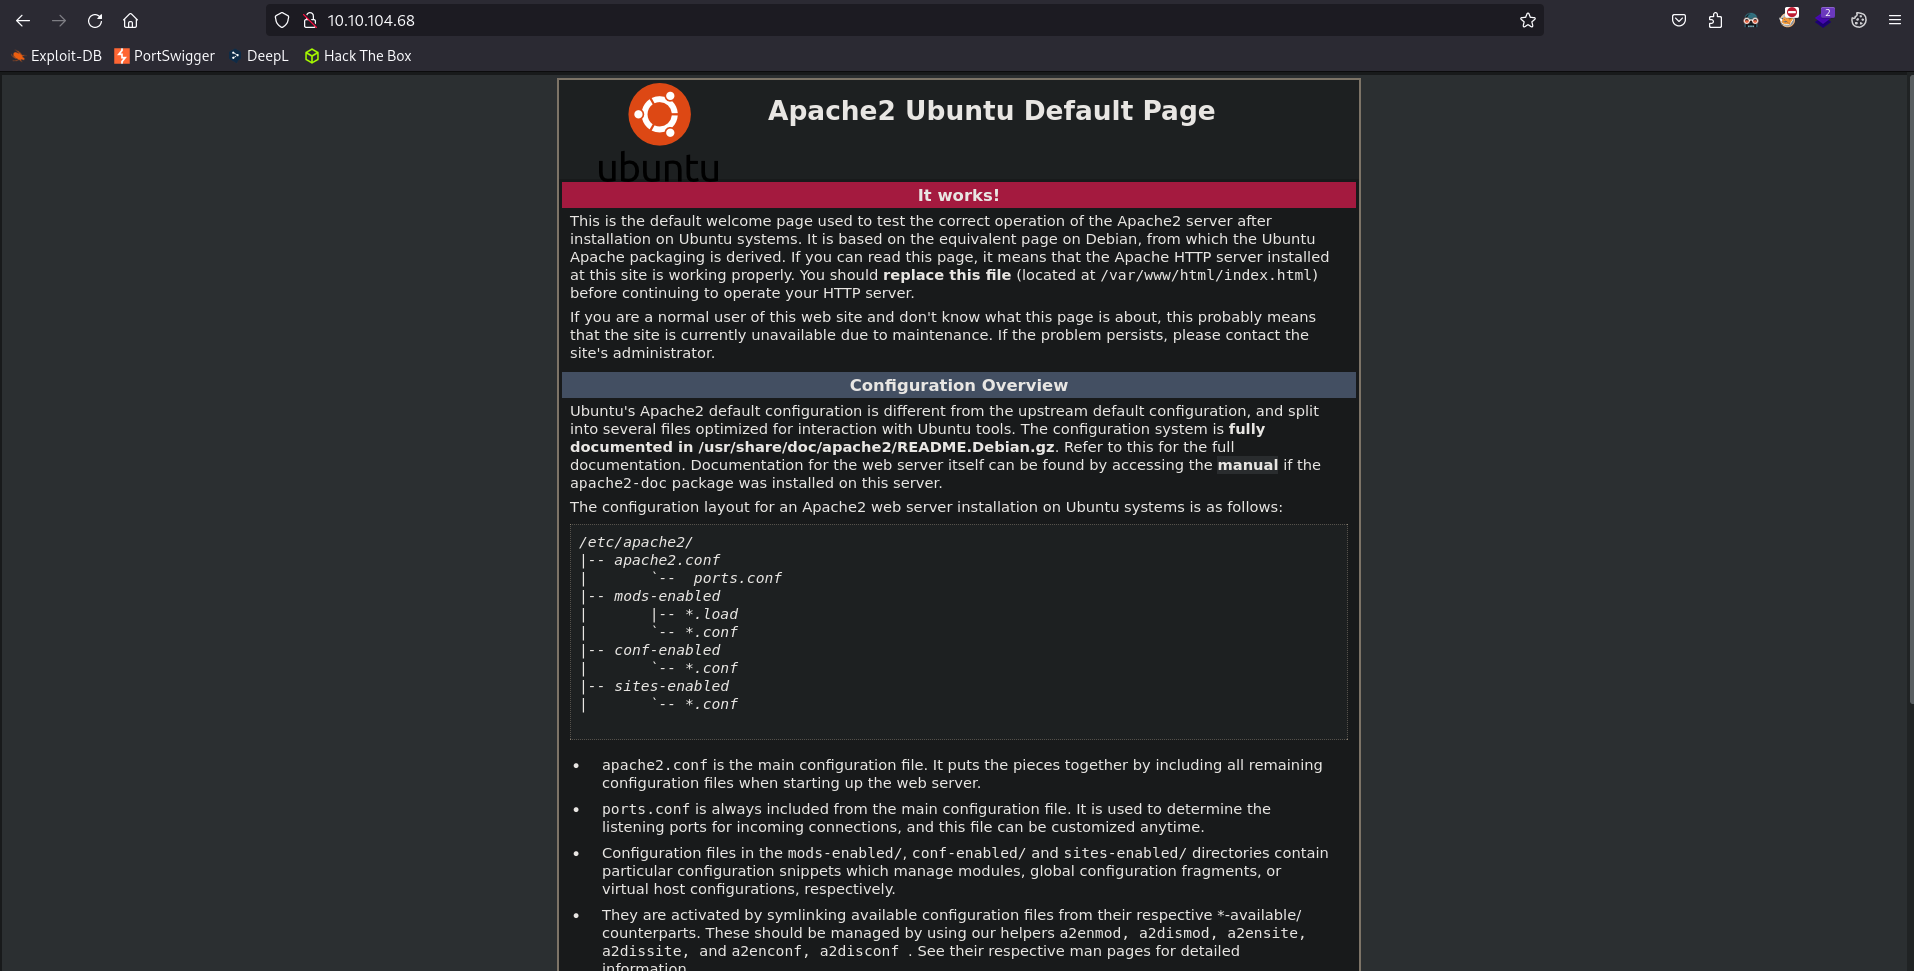 10.10.104.68
2
Exploit-DB PortSwigger DeepL Hack The Box
Apache2 Ubuntu Default Page
ubuntu
It works!
This is the default welcome page used to test the correct operation of the Apache2 server after
installation on Ubuntu systems. It is based on the equivalent page on Debian, from which the Ubuntu
Apache packaging is derived. If you can read this page, it means that the Apache HTTP server installed
at this site is working properly. You should replace this file (located at /var/www/html/index.html)
before continuing to operate your HTTP server.
If you are a normal user of this web site and don't know what this page is about, this probably means
that the site is currently unavailable due to maintenance. If the problem persists, please contact the
site's administrator.
Configuration Overview
Ubuntu's Apache2 default configuration is different from the upstream default configuration, and split
into several files optimized for interaction with Ubuntu tools. The configuration system is fully
documented in /usr/share/doc/apache2/README.Debian.gz. Refer to this for the full
documentation. Documentation for the web server itself can be found by accessing the manual if the
apache2-doc package was installed on this server.
The configuration layout for an Apache2 web server installation on Ubuntu systems is as follows:
/etc/apache2/
|-- apache2.conf
|       `--  ports.conf
|-- mods-enabled
|       |-- *.load
|       `-- *.conf
|-- conf-enabled
|       `-- *.conf
|-- sites-enabled
|       `-- *.conf
• apache2.conf is the main configuration file. It puts the pieces together by including all remaining
configuration files when starting up the web server.
• ports.conf is always included from the main configuration file. It is used to determine the
listening ports for incoming connections, and this file can be customized anytime.
• Configuration files in the mods-enabled/, conf-enabled/ and sites-enabled/ directories contain
particular configuration snippets which manage modules, global configuration fragments, or
virtual host configurations, respectively.
• They are activated by symlinking available configuration files from their respective *-available/
counterparts. These should be managed by using our helpers a2enmod, a2dismod, a2ensite,
a2dissite, and a2enconf, a2disconf . See their respective man pages for detailed
information.